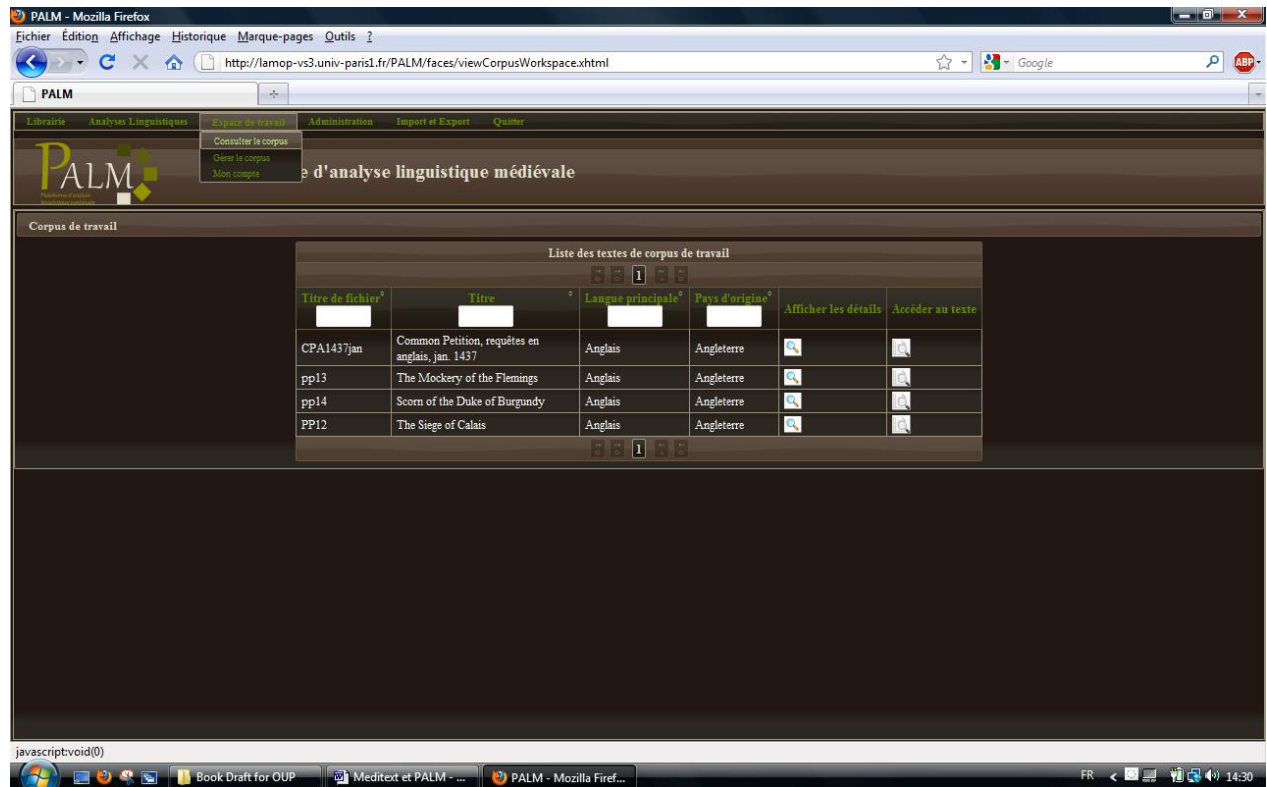 PALM - Mozilla Firefox
Fichier Édition Affichage Historique Marque-pages Outils ?
http://lamop-vs3.univ-paris1.fr/PALM/faces/viewCorpusWorkspace.xhtml Google ABP
PALM
Librairie Analyses Linguistiques Espace de travail Administration Import et Export Quitter
Consulter le corpus
Gérer le corpus
Mon compte
PALM
Plateforme d'analyse
linguistique médiévale
e d'analyse linguistique médiévale
Corpus de travail
Liste des textes de corpus de travail
1
Titre de fichier Titre Langue principale Pays d'origine Afficher les détails Accéder au texte
CPA1437jan Common Petition, requêtes en anglais, jan. 1437 Anglais Angleterre
pp13 The Mockery of the Flemings Anglais Angleterre
pp14 Scorn of the Duke of Burgundy Anglais Angleterre
PP12 The Siege of Calais Anglais Angleterre
1
javascript:void(0)
Book Draft for OUP Meditext et PALM - ... PALM - Mozilla Firef... FR 14:30